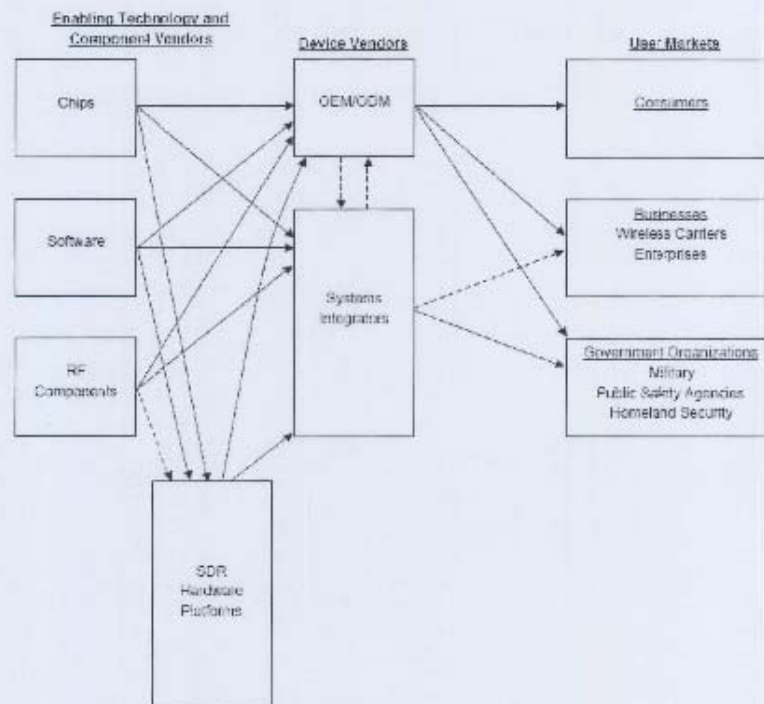 Enabling Technology and
Component Vendors
Device Vendors
User Markets
Chips
OEM/ODM
Consumers
Software
Systems
Integrators
Businesses
Wireless Carriers
Enterprises
RF
Components
Government Organizations
Military
Public Safety Agencies
Homeland Security
SDR
Hardware
Platforms